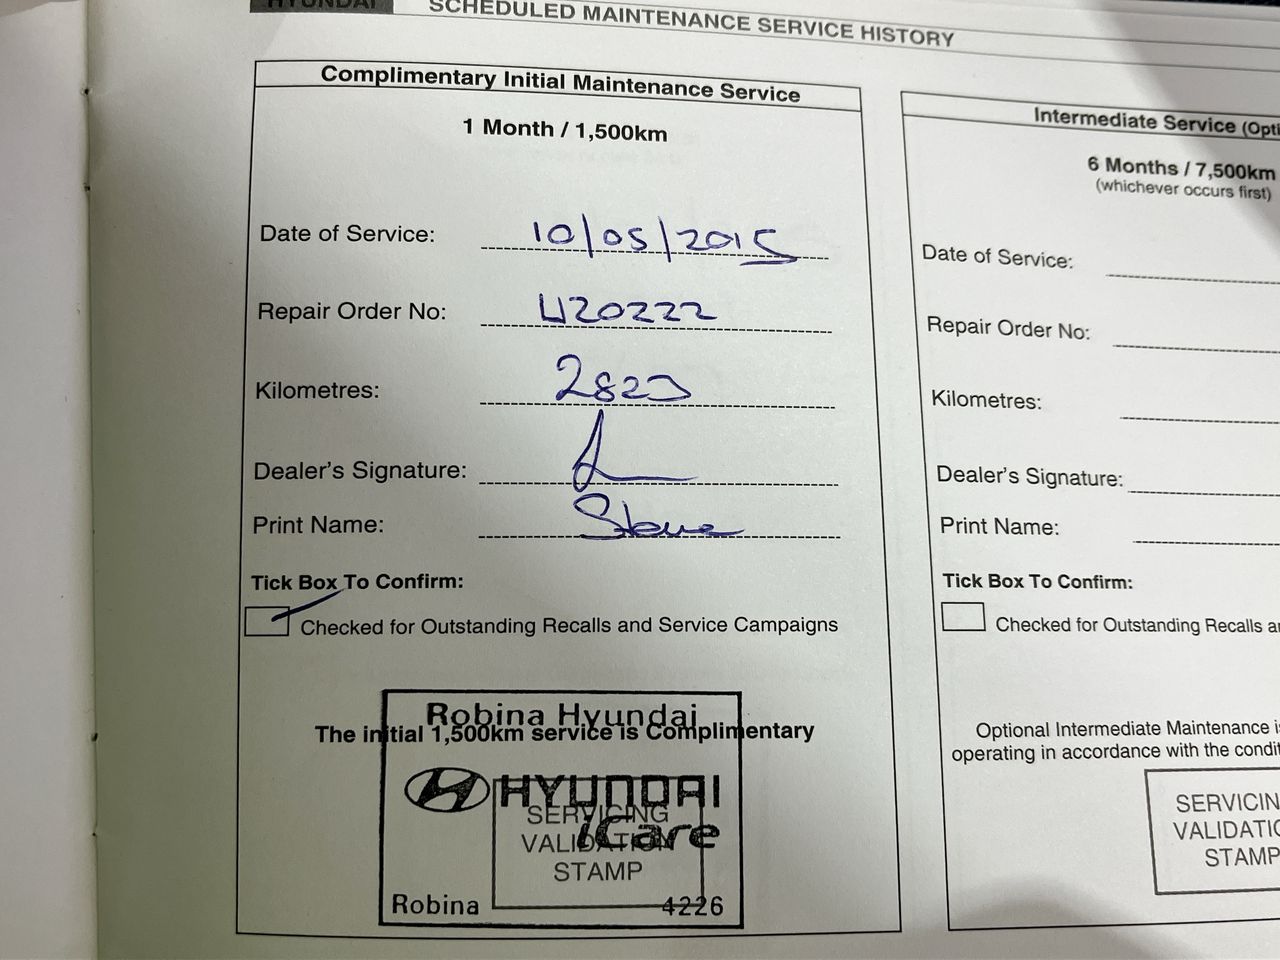 HYUNDAI
SCHEDULED MAINTENANCE SERVICE HISTORY
Complimentary Initial Maintenance Service
1 Month / 1,500km
Date of Service: 10/05/2015
Repair Order No: 420222
Kilometres: 2823
Dealer's Signature:
Print Name: Steve
Tick Box To Confirm:
Checked for Outstanding Recalls and Service Campaigns
Robina Hyundai
The initial 1,500km service is Complimentary
HYUNDAI
iCare
SERVICING
VALIDATION
STAMP
Robina 4226
Intermediate Service (Opti
6 Months / 7,500km
(whichever occurs first)
Date of Service:
Repair Order No:
Kilometres:
Dealer's Signature:
Print Name:
Tick Box To Confirm:
Checked for Outstanding Recalls a
Optional Intermediate Maintenance i
operating in accordance with the condit
SERVICIN
VALIDATIO
STAMP